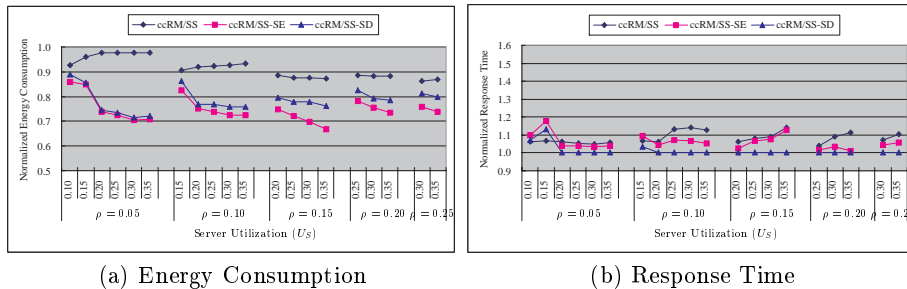 ccRM/SS ccRM/SS-SE ccRM/SS-SD
Normalized Energy Consumption
1.0
0.9
0.8
0.7
0.6
0.5
0.10 0.15 0.20 0.25 0.30 0.35 0.15 0.20 0.25 0.30 0.35 0.20 0.25 0.30 0.35 0.25 0.30 0.35 0.30 0.35
ρ = 0.05 ρ = 0.10 ρ = 0.15 ρ = 0.20 ρ = 0.25
Server Utilization (U_S)
(a) Energy Consumption
ccRM/SS ccRM/SS-SE ccRM/SS-SD
Normalized Response Time
1.6
1.5
1.4
1.3
1.2
1.1
1.0
0.9
0.10 0.15 0.20 0.25 0.30 0.35 0.15 0.20 0.25 0.30 0.35 0.20 0.25 0.30 0.35 0.25 0.30 0.35 0.30 0.35
ρ = 0.05 ρ = 0.10 ρ = 0.15 ρ = 0.20 ρ = 0.2
Server Utilization (U_S)
(b) Response Time